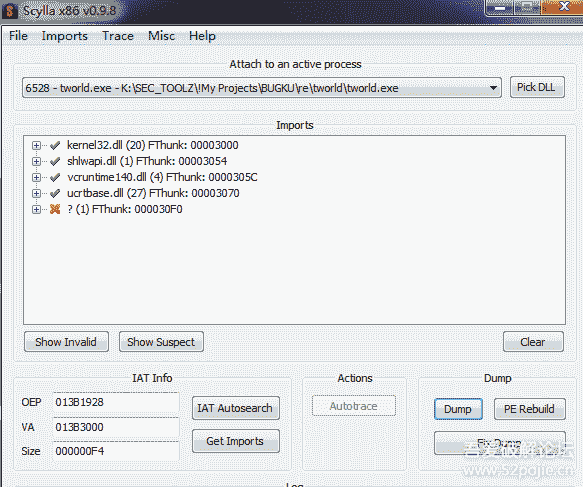 Scylla x86 v0.9.8
File Imports Trace Misc Help
Attach to an active process
6528 - tworld.exe - K:\SEC_TOOLZ\!My Projects\BUGKU\re\tworld\tworld.exe
Pick DLL
Imports
kernel32.dll (20) FThunk: 00003000
shlwapi.dll (1) FThunk: 00003054
vcruntime140.dll (4) FThunk: 0000305C
ucrtbase.dll (27) FThunk: 00003070
? (1) FThunk: 000030F0
Show Invalid Show Suspect Clear
IAT Info
OEP 013B1928
IAT Autosearch
VA 013B3000
Get Imports
Size 000000F4
Actions
Autotrace
Dump
Dump PE Rebuild
Fix Dump
吾爱破解论坛
www.52pojie.cn
Log